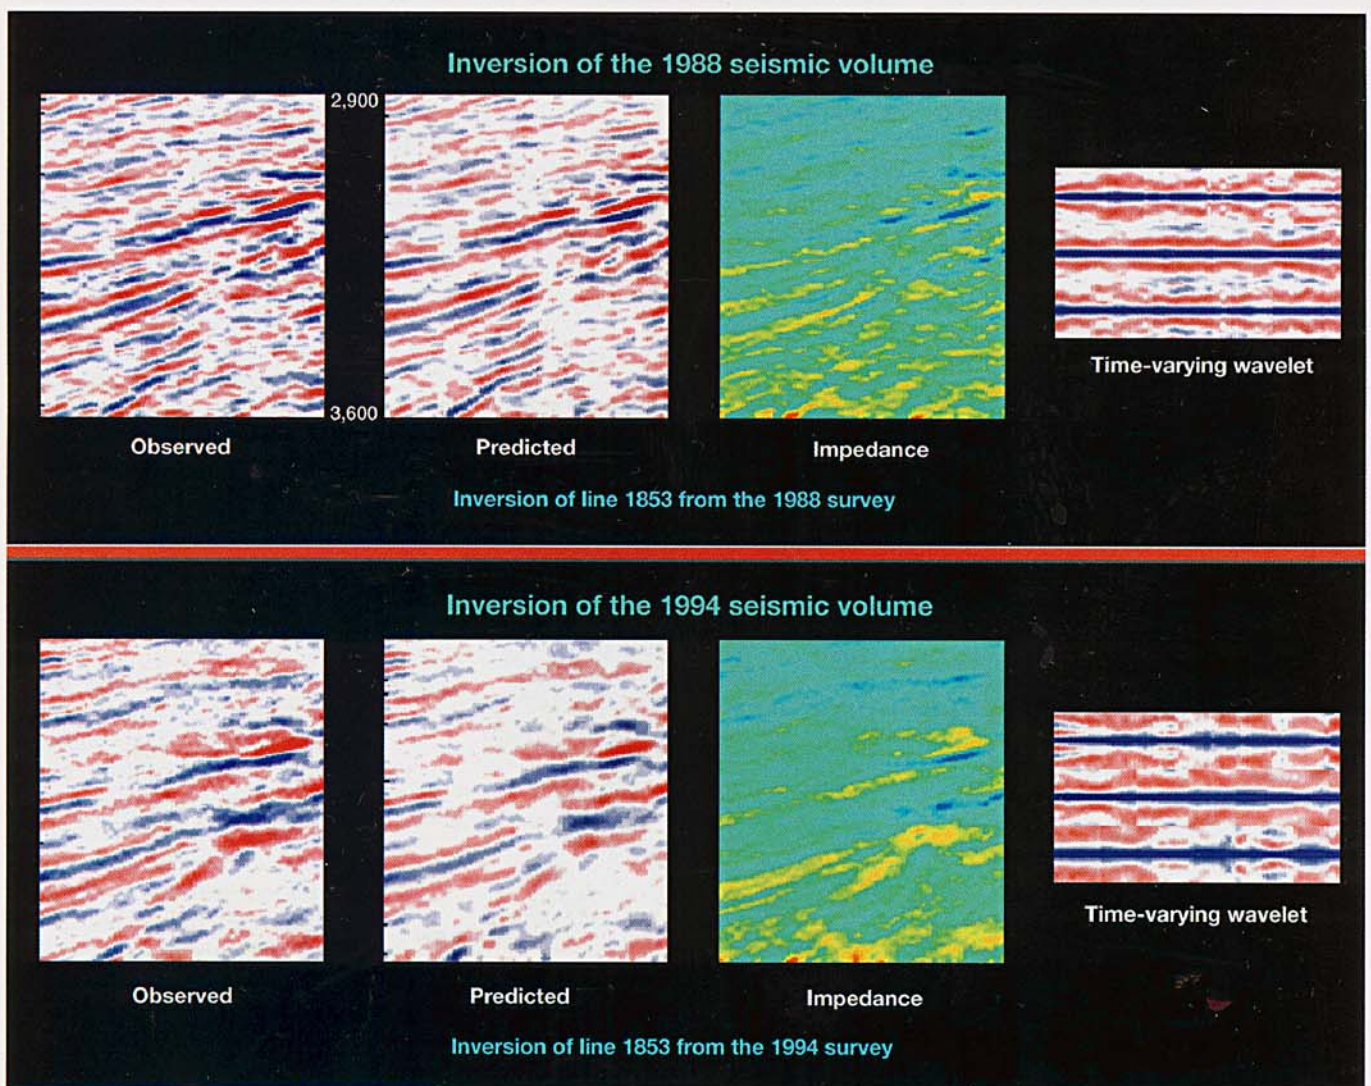 Inversion of the 1988 seismic volume
2,900
3,600
Time-varying wavelet
Observed
Predicted
Impedance
Inversion of line 1853 from the 1988 survey
Inversion of the 1994 seismic volume
Time-varying wavelet
Observed
Predicted
Impedance
Inversion of line 1853 from the 1994 survey